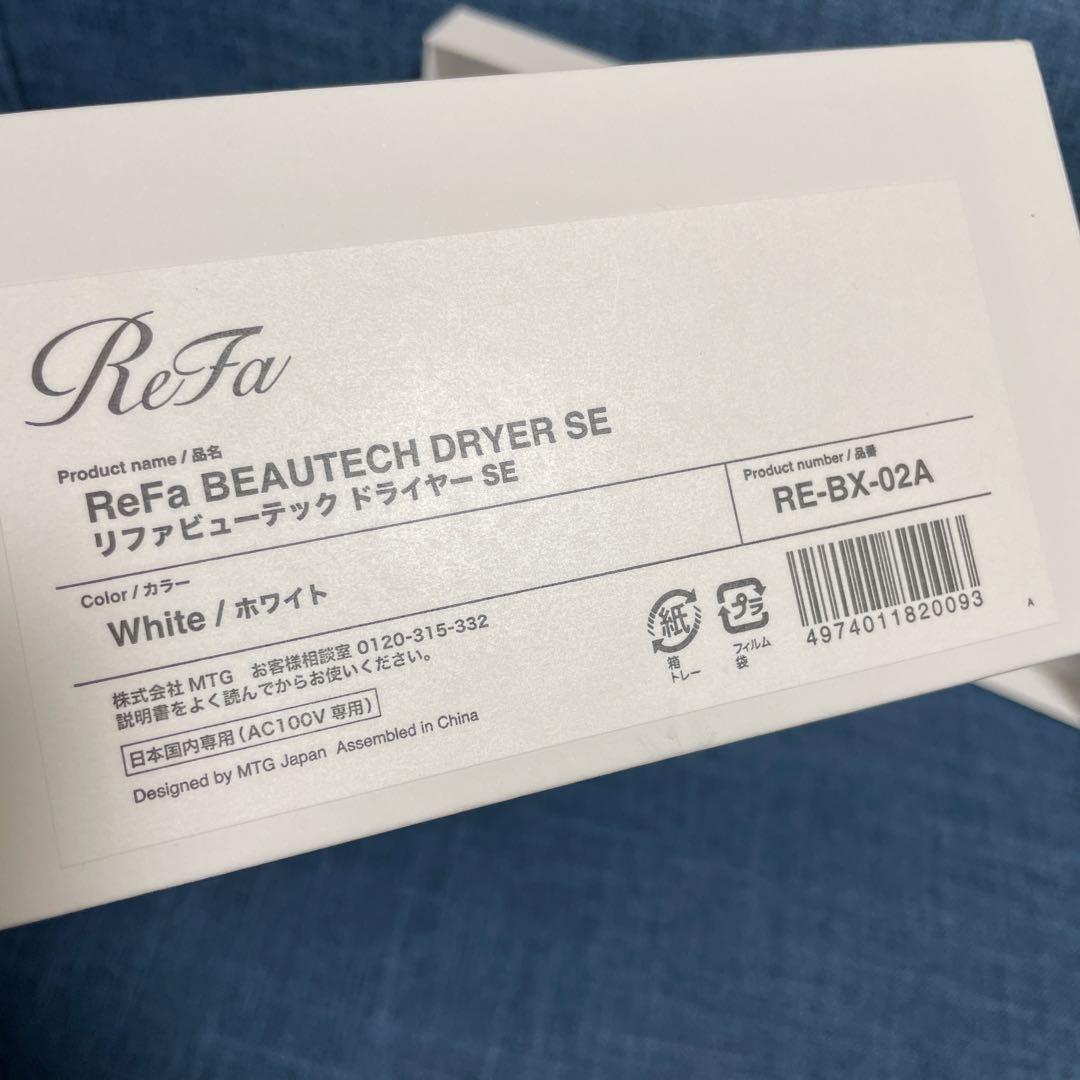 ReFa
Product name / 品名
ReFa BEAUTECH DRYER SE
リファビューテック ドライヤー SE
Product number / 品番
RE-BX-02A
Color / カラー
White / ホワイト
株式会社 MTG　お客様相談室 0120-315-332
説明書をよく読んでからお使いください。
日本国内専用(AC100V 専用)
Designed by MTG Japan Assembled in China
紙
箱
トレー
プラ
フィルム
袋
4974011820093
A